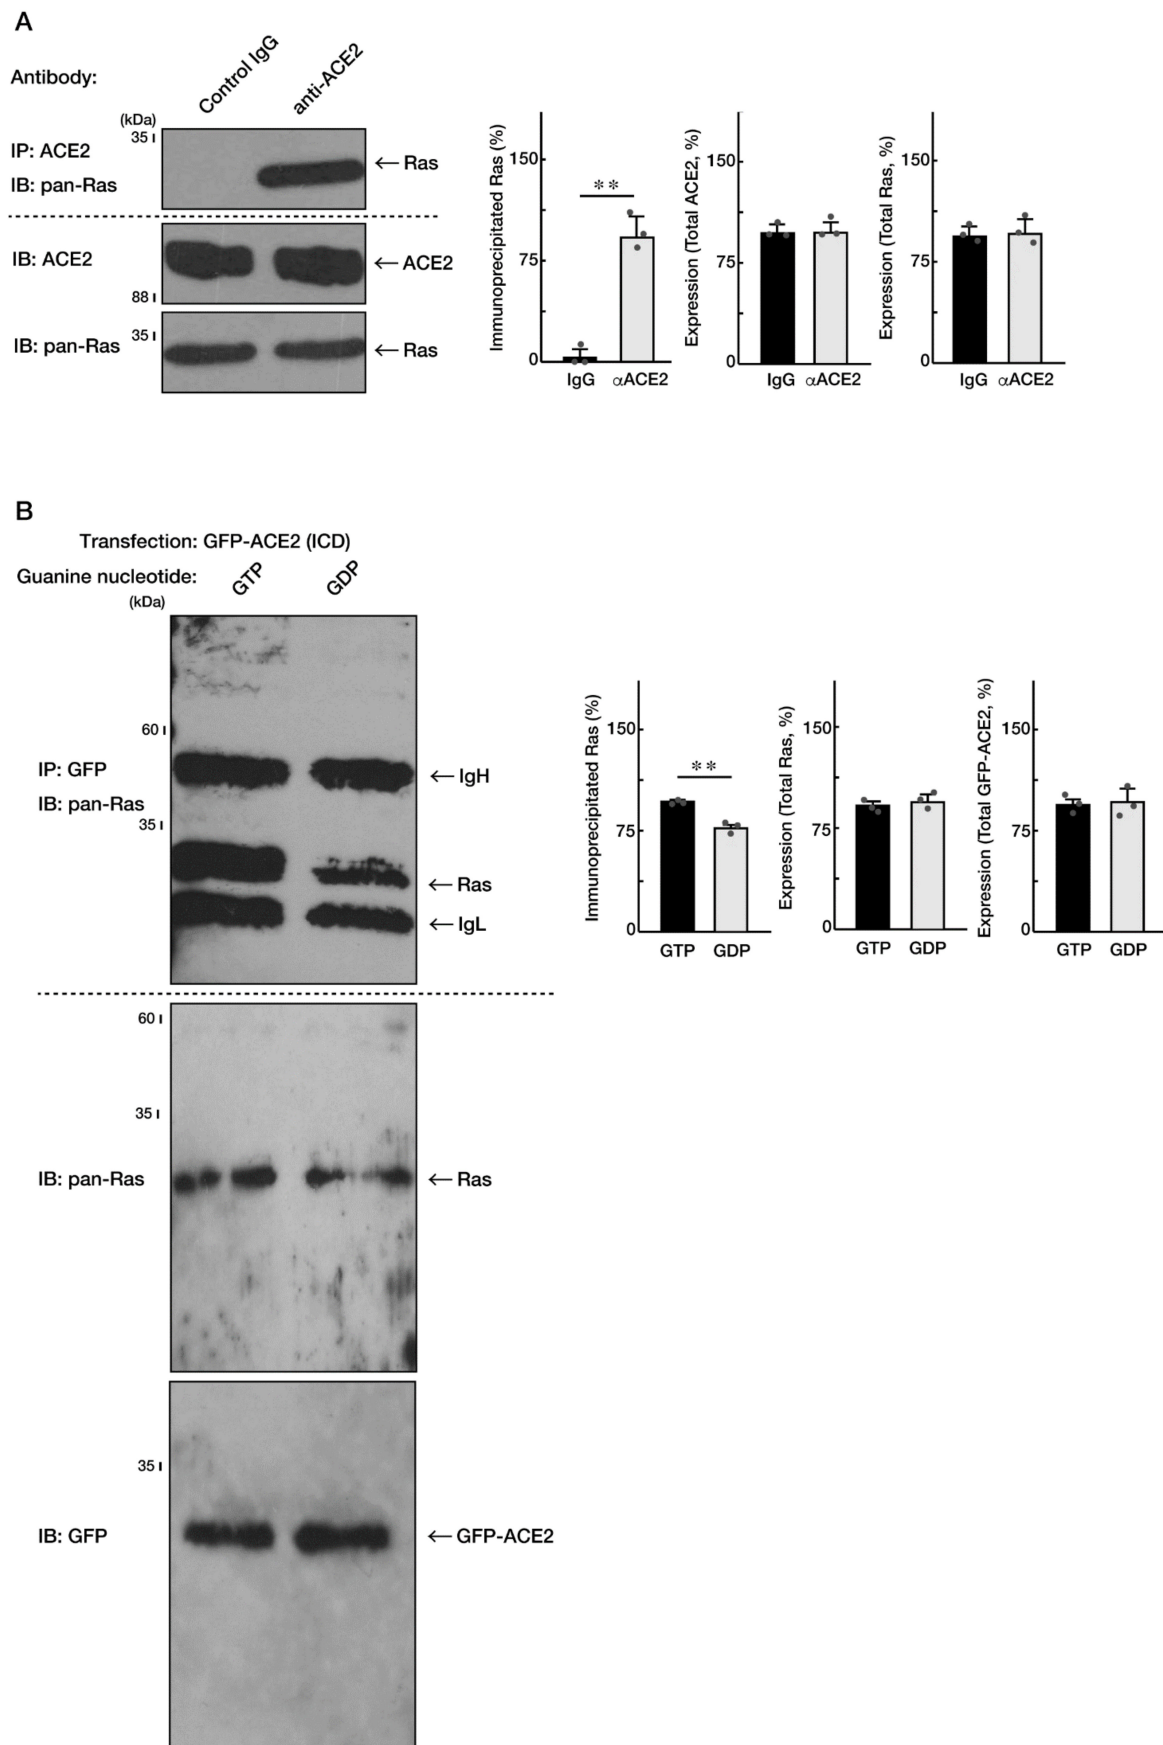 A
Antibody:
Control IgG
anti-ACE2
(kDa)
35
IP: ACE2
IB: pan-Ras
← Ras
IB: ACE2
← ACE2
88
IB: pan-Ras
35
← Ras
Immunoprecipitated Ras (%)
150
75
0
**
IgG αACE2
Expression (Total ACE2, %)
150
75
0
IgG αACE2
Expression (Total Ras, %)
150
75
0
IgG αACE2
B
Transfection: GFP-ACE2 (ICD)
Guanine nucleotide:
GTP
GDP
(kDa)
60
IP: GFP
IB: pan-Ras
35
← IgH
← Ras
← IgL
60
35
IB: pan-Ras
← Ras
35
IB: GFP
← GFP-ACE2
Immunoprecipitated Ras (%)
150
75
0
**
GTP GDP
Expression (Total Ras, %)
150
75
0
GTP GDP
Expression (Total GFP-ACE2, %)
150
75
0
GTP GDP